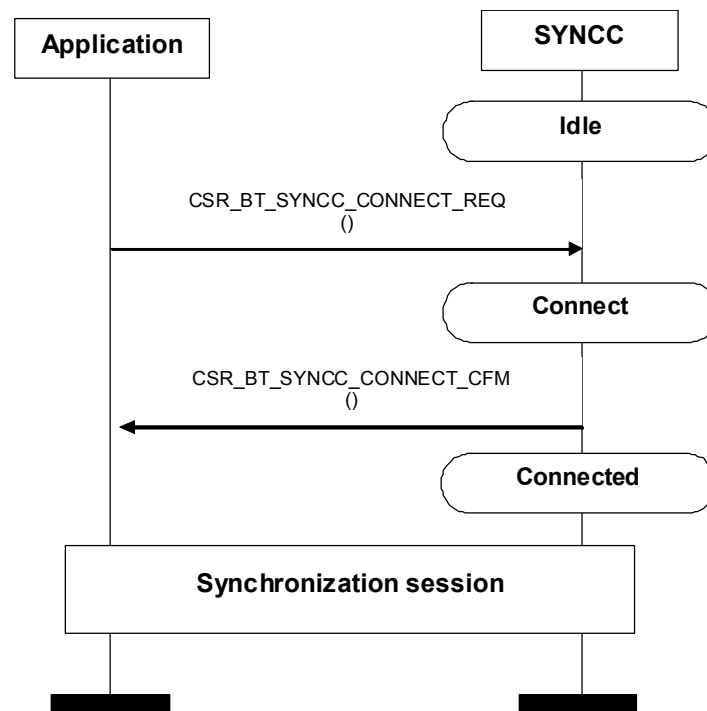 Application
SYNCC
Idle
CSR_BT_SYNCC_CONNECT_REQ
()
Connect
CSR_BT_SYNCC_CONNECT_CFM
()
Connected
Synchronization session